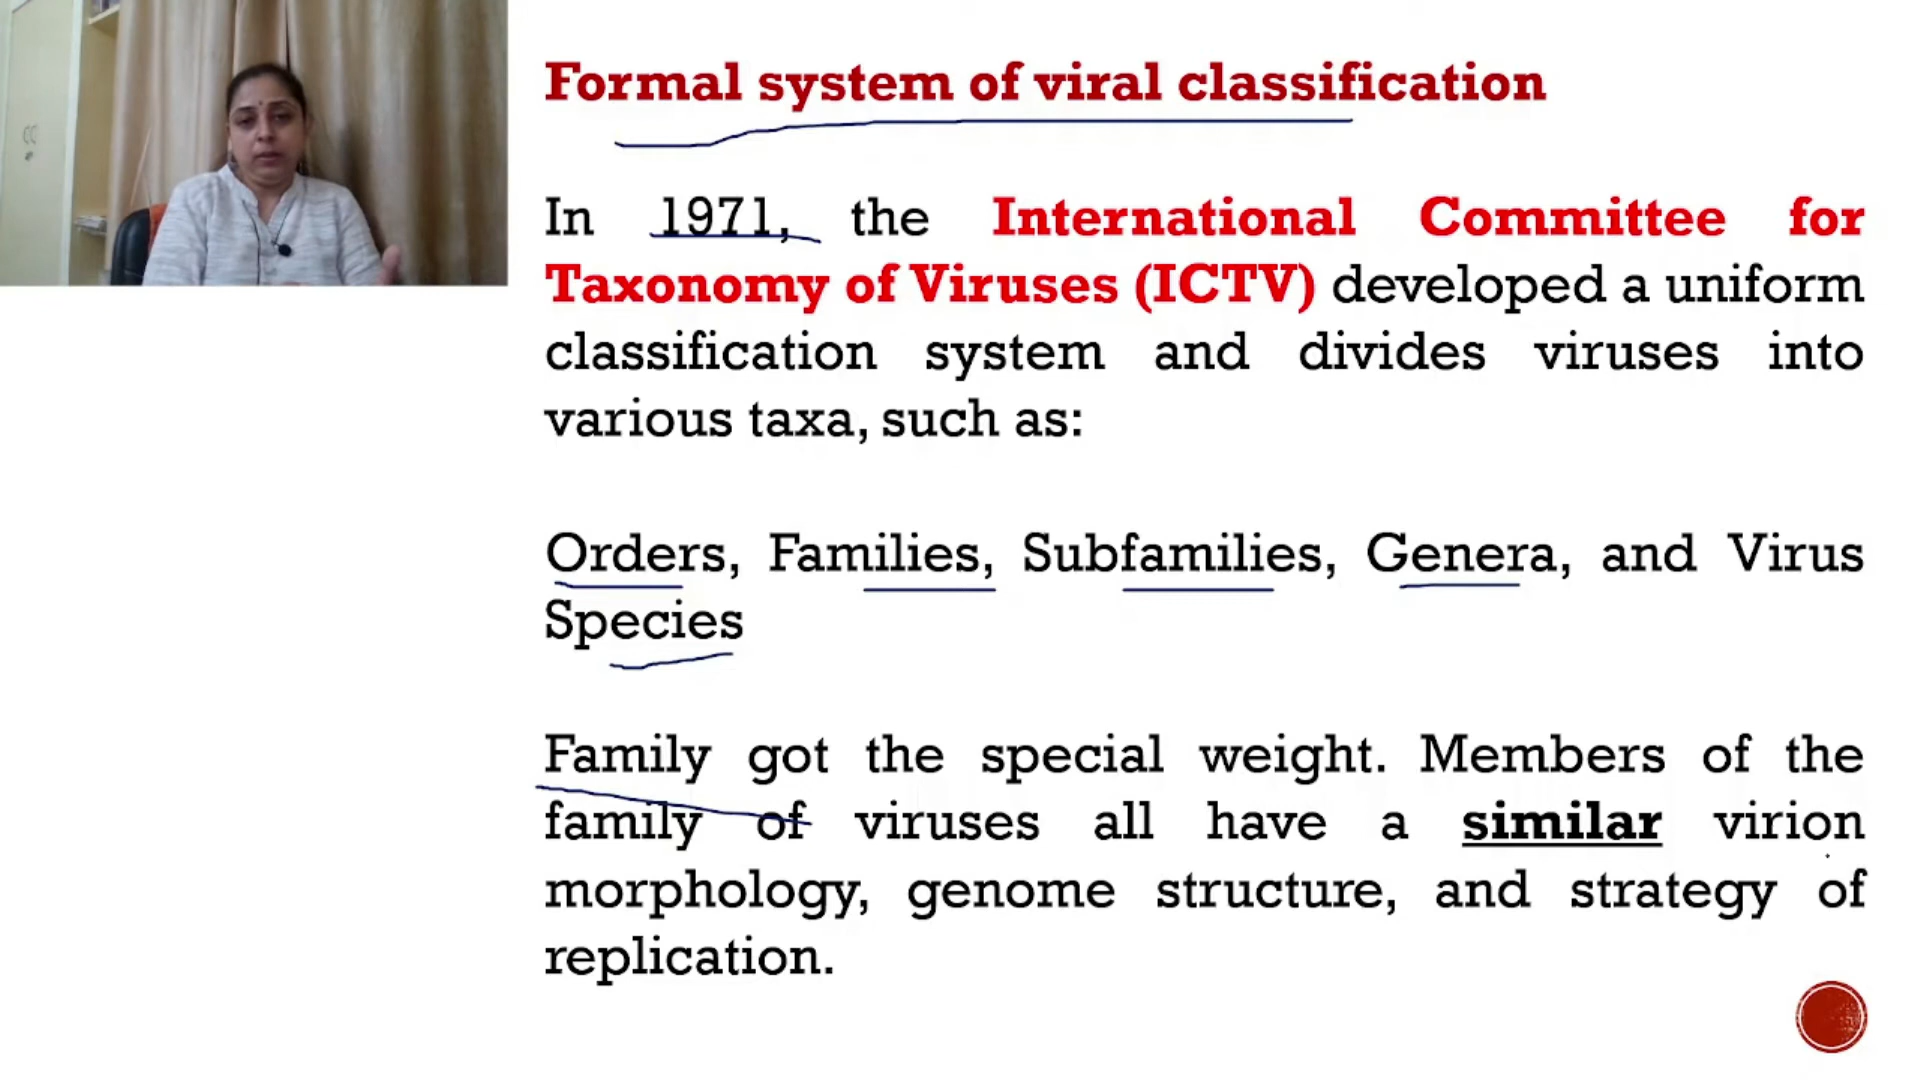 Formal system of viral classification
In 1971, the International Committee for
Taxonomy of Viruses (ICTV) developed a uniform
classification system and divides viruses into
various taxa, such as:
Orders, Families, Subfamilies, Genera, and Virus
Species
Family got the special weight. Members of the
family of viruses all have a similar virion
morphology, genome structure, and strategy of
replication.